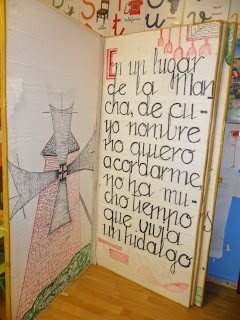 En un lugar
de la Man
cha, de cu-
yo nombre
no quiero
acordarme,
no ha mu-
cho tiempo
que vivía
un hidalgo